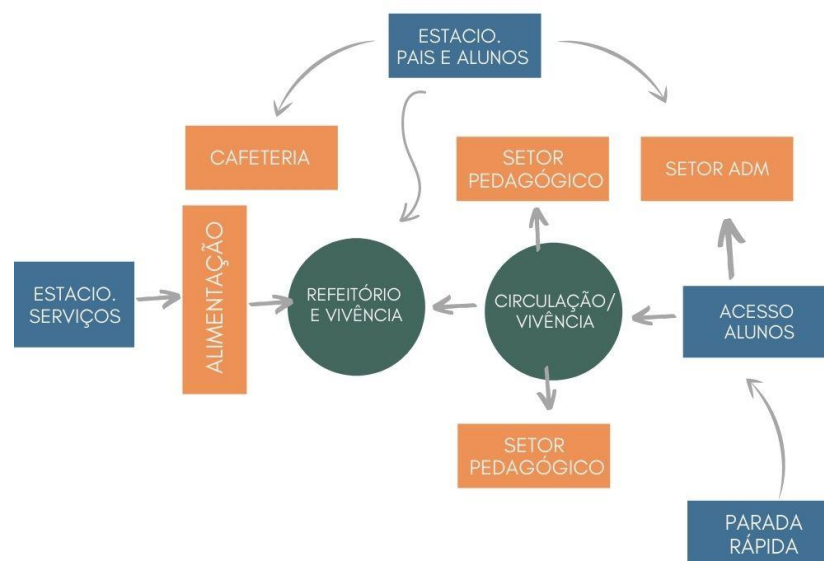 ESTACIO.
PAIS E ALUNOS
CAFETERIA
SETOR
PEDAGÓGICO
SETOR ADM
ALIMENTAÇÃO
ESTACIO.
SERVIÇOS
REFEITÓRIO
E VIVÊNCIA
CIRCULAÇÃO/
VIVÊNCIA
ACESSO
ALUNOS
SETOR
PEDAGÓGICO
PARADA
RÁPIDA